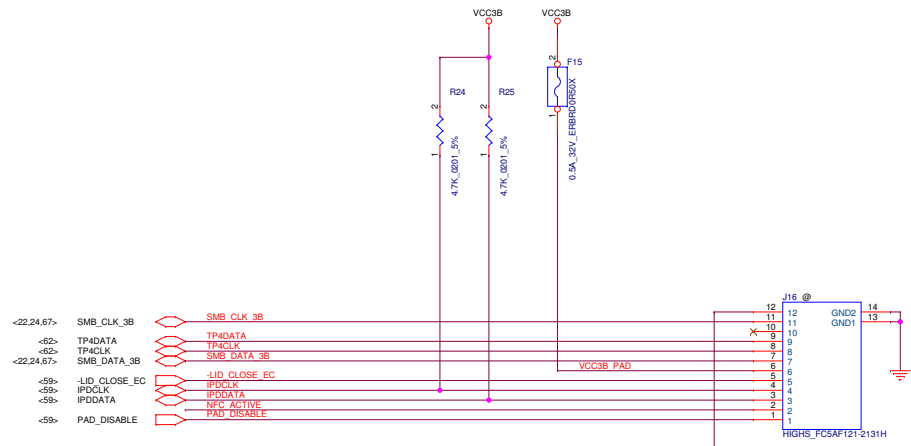 VCC3B
VCC3B
F15
2
1
0.5A_32V_ERBRD0R50X
R24
R25
2
2
1
1
4.7K_0201_5%
4.7K_0201_5%
J16 @
<22,24,67> SMB_CLK_3B SMB_CLK_3B
<62> TP4DATA TP4DATA
<62> TP4CLK TP4CLK
<22,24,67> SMB_DATA_3B SMB_DATA_3B
VCC3B_PAD
<59> -LID_CLOSE_EC -LID_CLOSE_EC
<59> IPDCLK IPDCLK
<59> IPDDATA IPDDATA
NFC_ACTIVE
<59> PAD_DISABLE PAD_DISABLE
12 12 GND2 14
11 11 GND1 13
10 10
9 9
8 8
7 7
6 6
5 5
4 4
3 3
2 2
1 1
HIGHS_FC5AF121-2131H